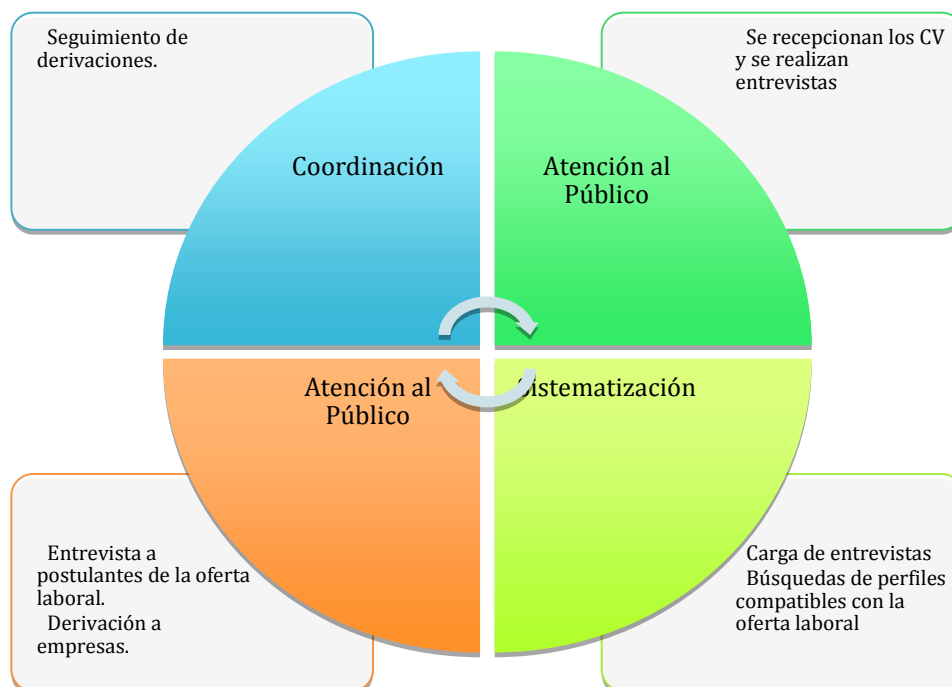 Seguimiento de
derivaciones.
Se recepcionan los CV
y se realizan
entrevistas
Coordinación
Atención al
Público
Atención al
Público
Sistematización
Entrevista a
postulantes de la oferta
laboral.
Derivación a
empresas.
Carga de entrevistas
Búsquedas de perfiles
compatibles con la
oferta laboral